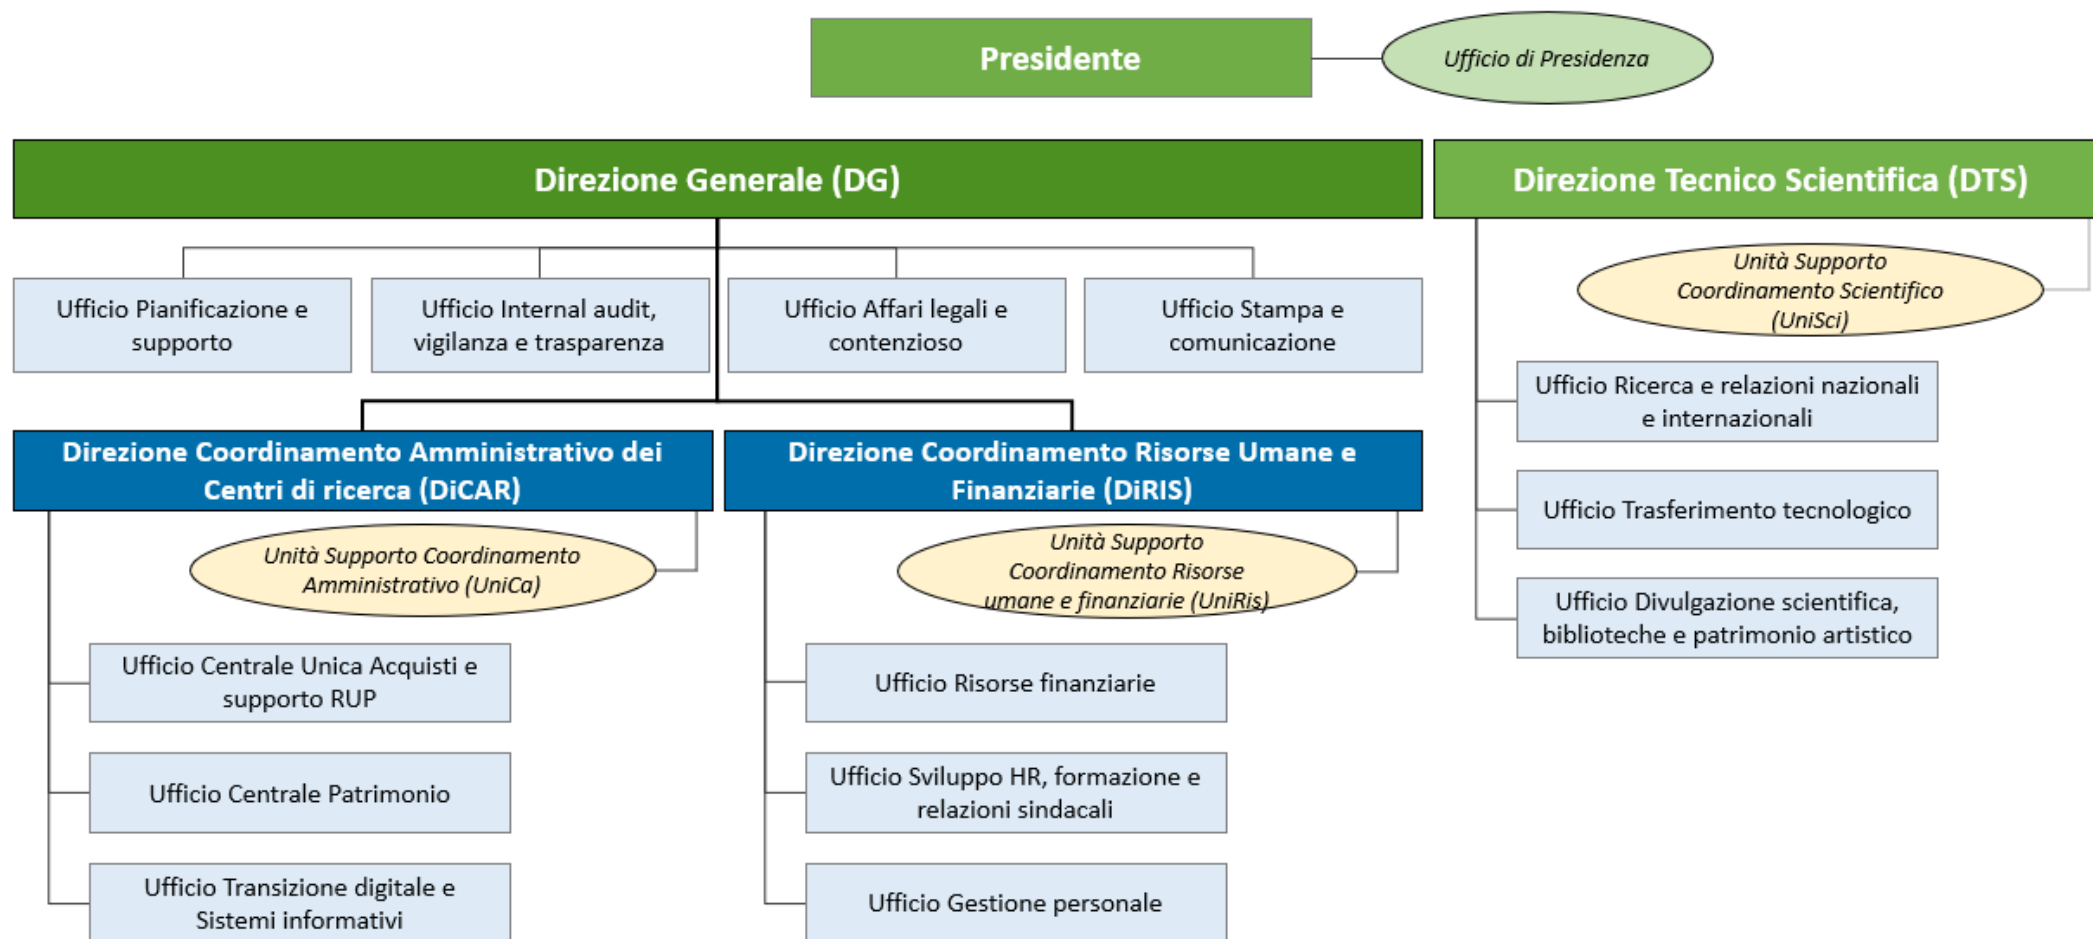 Presidente
Ufficio di Presidenza
Direzione Generale (DG)
Direzione Tecnico Scientifica (DTS)
Ufficio Pianificazione e
supporto
Ufficio Internal audit,
vigilanza e trasparenza
Ufficio Affari legali e
contenzioso
Ufficio Stampa e
comunicazione
Unità Supporto
Coordinamento Scientifico
(UniSci)
Ufficio Ricerca e relazioni nazionali
e internazionali
Ufficio Trasferimento tecnologico
Ufficio Divulgazione scientifica,
biblioteche e patrimonio artistico
Direzione Coordinamento Amministrativo dei
Centri di ricerca (DiCAR)
Unità Supporto Coordinamento
Amministrativo (UniCa)
Ufficio Centrale Unica Acquisti e
supporto RUP
Ufficio Centrale Patrimonio
Ufficio Transizione digitale e
Sistemi informativi
Direzione Coordinamento Risorse Umane e
Finanziarie (DiRIS)
Unità Supporto
Coordinamento Risorse
umane e finanziarie (UniRis)
Ufficio Risorse finanziarie
Ufficio Sviluppo HR, formazione e
relazioni sindacali
Ufficio Gestione personale